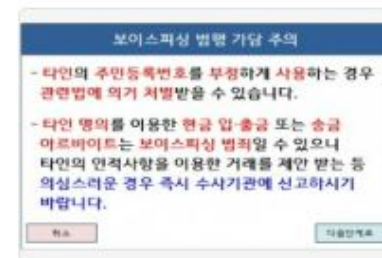 보이스피싱 범행 가담 주의
- 타인의 주민등록번호를 부정하게 사용하는 경우
관련법에 의거 처벌받을 수 있습니다.
- 타인 명의를 이용한 현금 입·출금 또는 송금
아르바이트는 보이스피싱 범죄일 수 있으니
타인의 인적사항을 이용한 거래를 제안 받는 등
의심스러운 경우 즉시 수사기관에 신고하시기
바랍니다.
취소
다음단계로